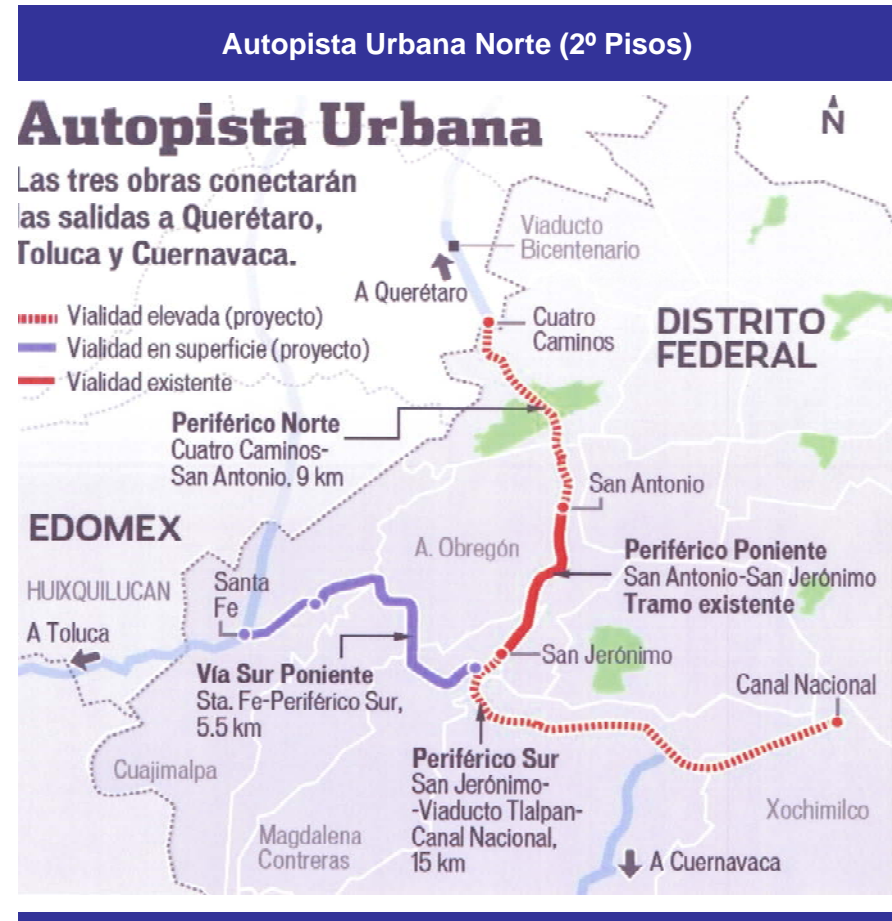 Autopista Urbana Norte (2º Pisos)
Autopista Urbana
N
Las tres obras conectarán
las salidas a Querétaro,
Toluca y Cuernavaca.
Vialidad elevada (proyecto)
Vialidad en superficie (proyecto)
Vialidad existente
Viaducto
Bicentenario
A Querétaro
Cuatro
Caminos
DISTRITO
FEDERAL
Periférico Norte
Cuatro Caminos-
San Antonio, 9 km
San Antonio
EDOMEX
A. Obregón
Periférico Poniente
San Antonio-San Jerónimo
Tramo existente
HUIXQUILUCAN
Santa
Fe
A Toluca
San Jerónimo
Vía Sur Poniente
Sta. Fe-Periférico Sur,
5.5 km
Canal Nacional
Periférico Sur
San Jerónimo-
-Viaducto Tlalpan-
Canal Nacional,
15 km
Cuajimalpa
Magdalena
Contreras
Xochimilco
A Cuernavaca